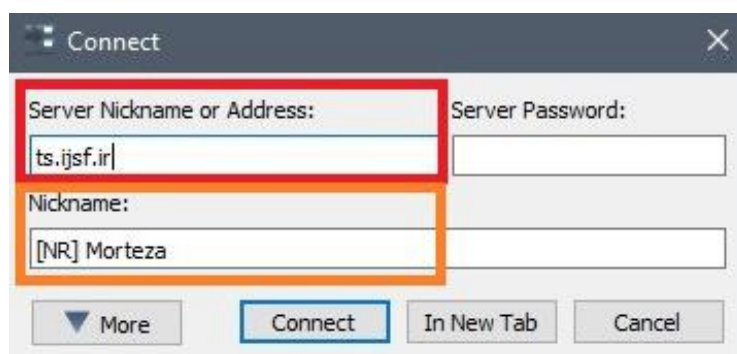 Connect
Server Nickname or Address:
Server Password:
ts.ijsf.ir
Nickname:
[NR] Morteza
More
Connect
In New Tab
Cancel